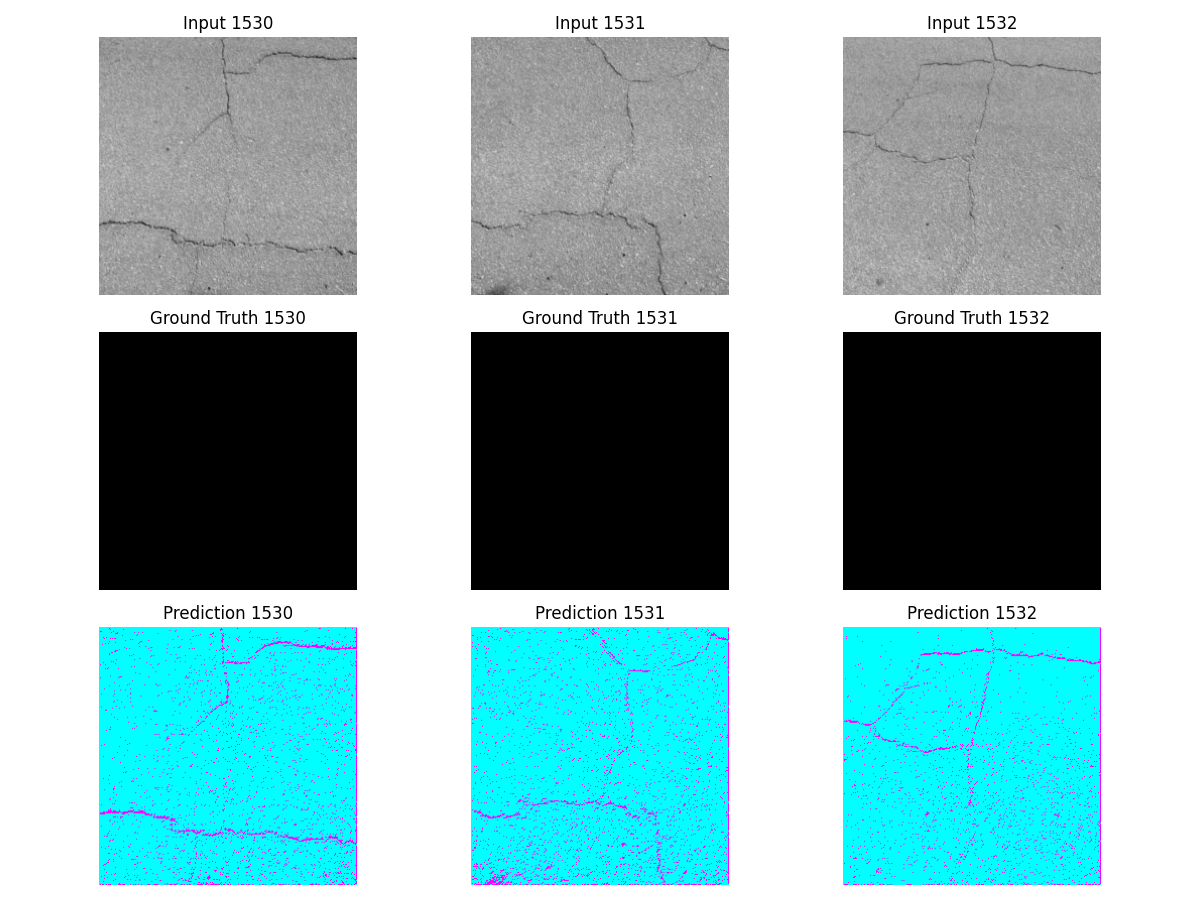 Input 1530
Input 1531
Input 1532
Ground Truth 1530
Ground Truth 1531
Ground Truth 1532
Prediction 1530
Prediction 1531
Prediction 1532